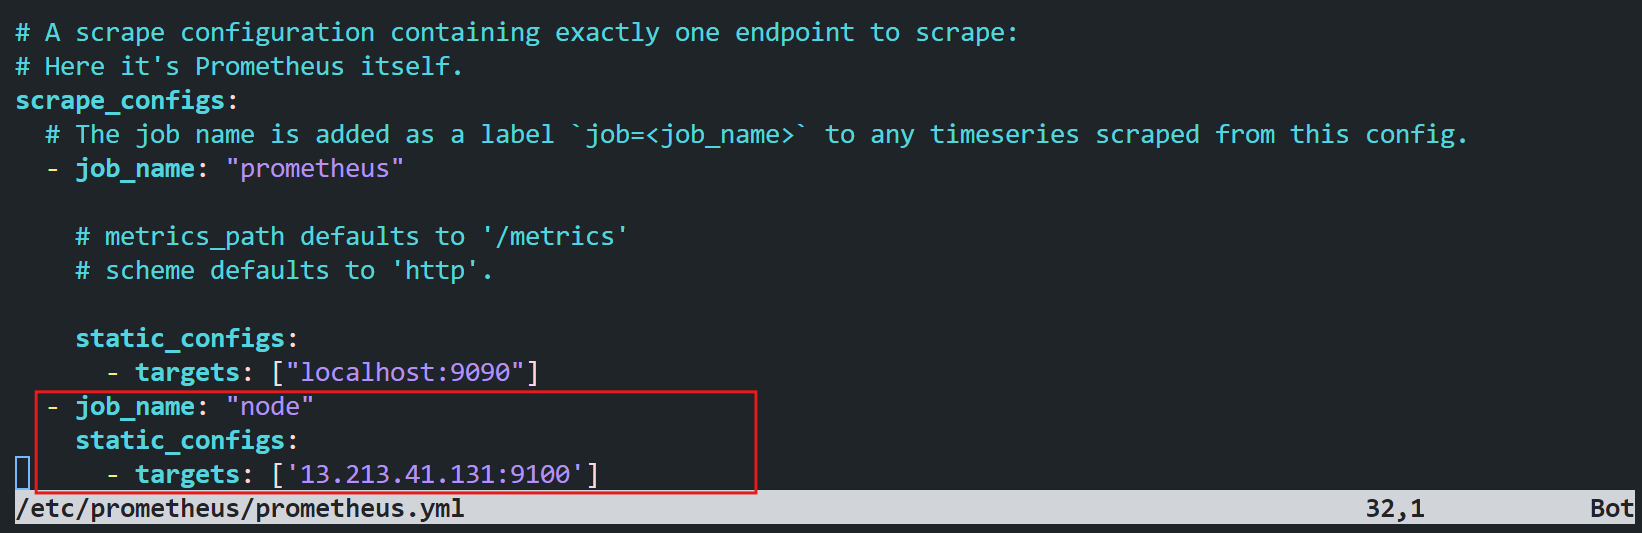 # A scrape configuration containing exactly one endpoint to scrape:
# Here it's Prometheus itself.
scrape_configs:
  # The job name is added as a label `job=<job_name>` to any timeseries scraped from this config.
  - job_name: "prometheus"
    # metrics_path defaults to '/metrics'
    # scheme defaults to 'http'.
    static_configs:
      - targets: ["localhost:9090"]
  - job_name: "node"
    static_configs:
      - targets: ['13.213.41.131:9100']
/etc/prometheus/prometheus.yml 32,1 Bot